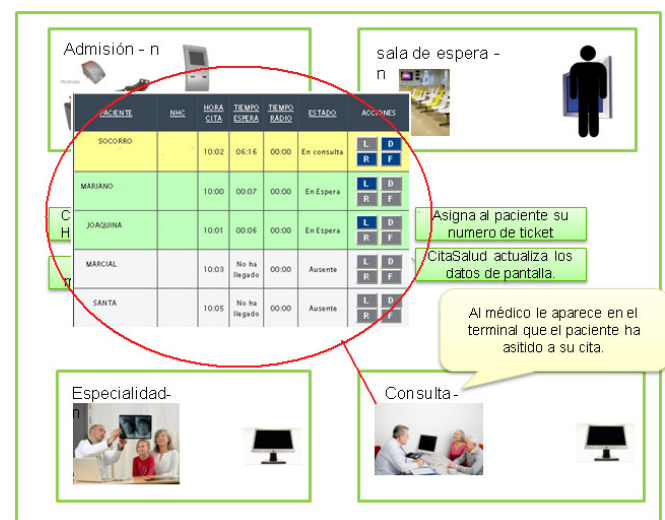 Admisión - n
sala de espera -
n
PACIENTE NHC HORA CITA TIEMPO ESPERA TIEMPO RADIO ESTADO ACCIONES
SOCORRO 10:02 06:16 00:00 En consulta L D R F
MARIANO 10:00 00:07 00:00 En Espera L D R F
JOAQUINA 10:01 00:06 00:00 En Espera L D R F
MARCIAL 10:03 No ha llegado 00:00 Ausente L D R F
SANTA 10:05 No ha llegado 00:00 Ausente L D R F
C
H
Asigna al paciente su
numero de ticket
CitaSalud actualiza los
datos de pantalla.
Al médico le aparece en el
terminal que el paciente ha
asitido a su cita.
Especialidad-
n
Consulta-